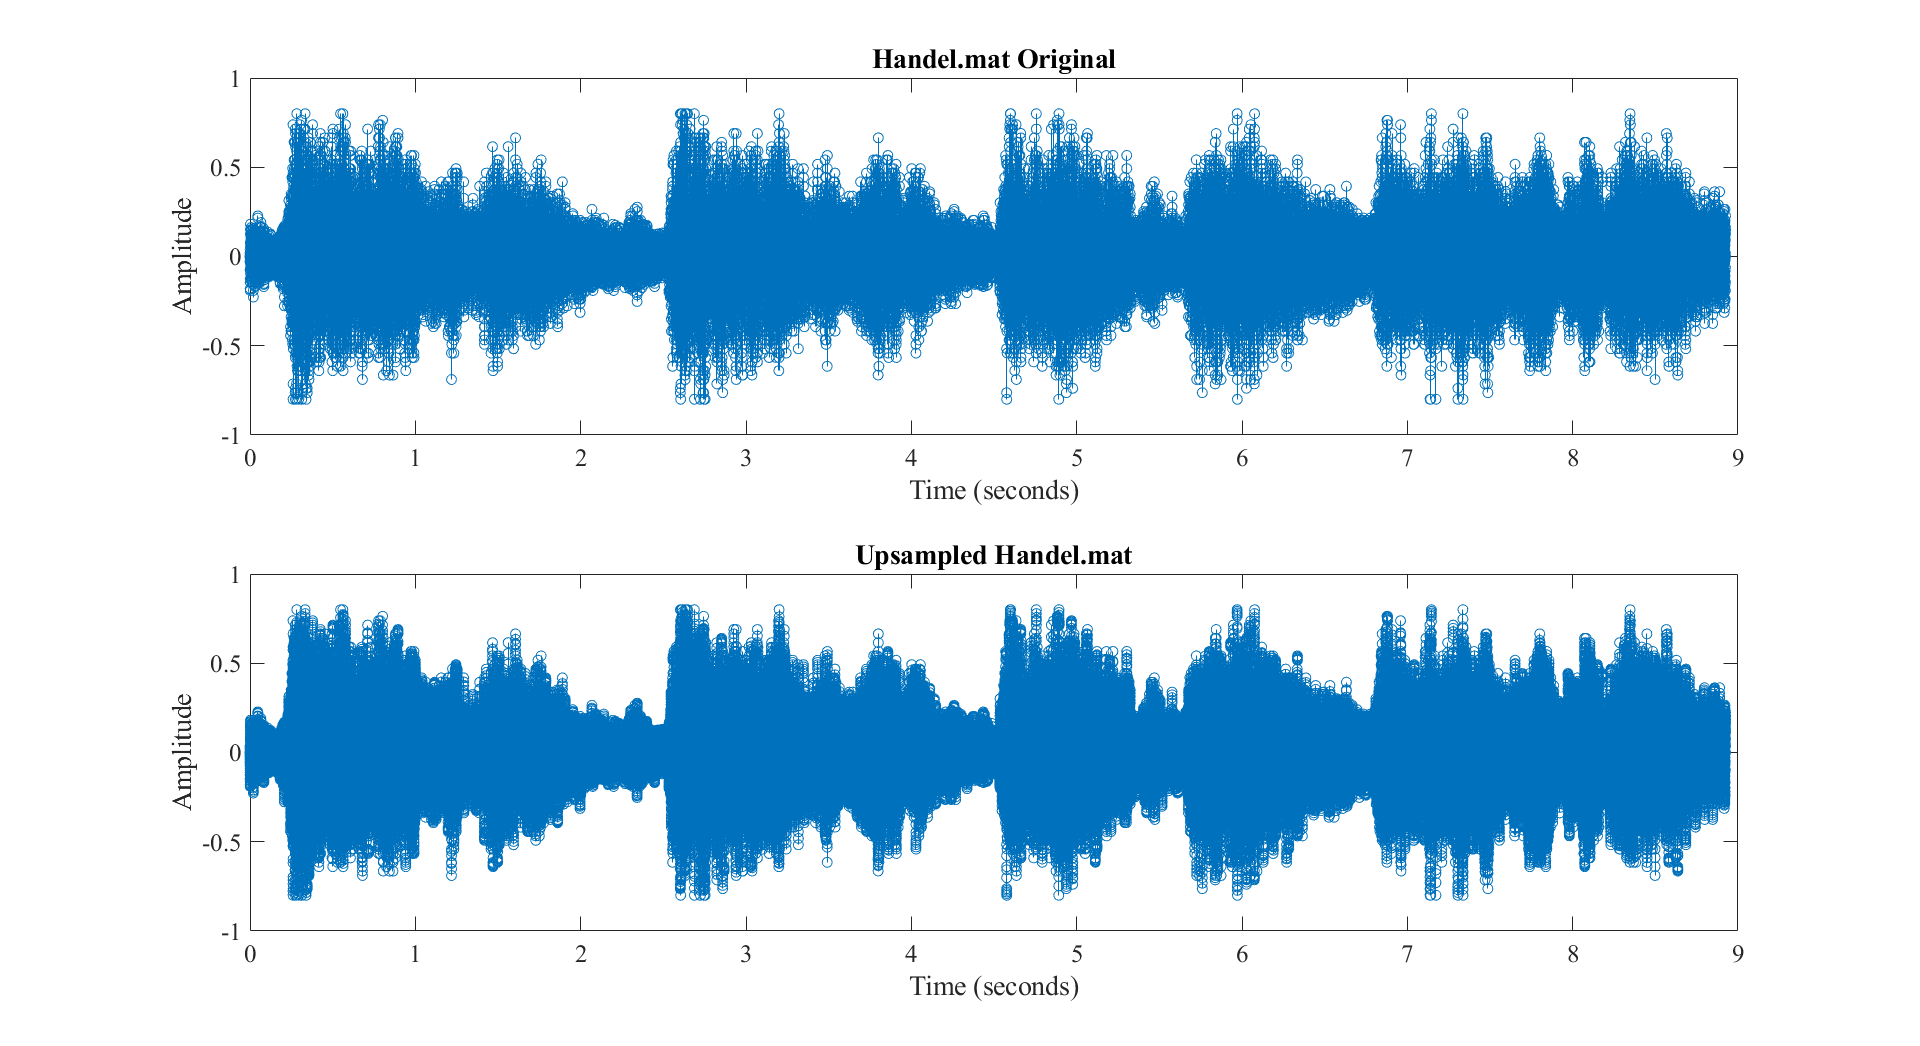 Handel.mat Original
1
0.5
0
-0.5
-1
Amplitude
0 1 2 3 4 5 6 7 8 9
Time (seconds)
Upsampled Handel.mat
1
0.5
0
-0.5
-1
Amplitude
0 1 2 3 4 5 6 7 8 9
Time (seconds)